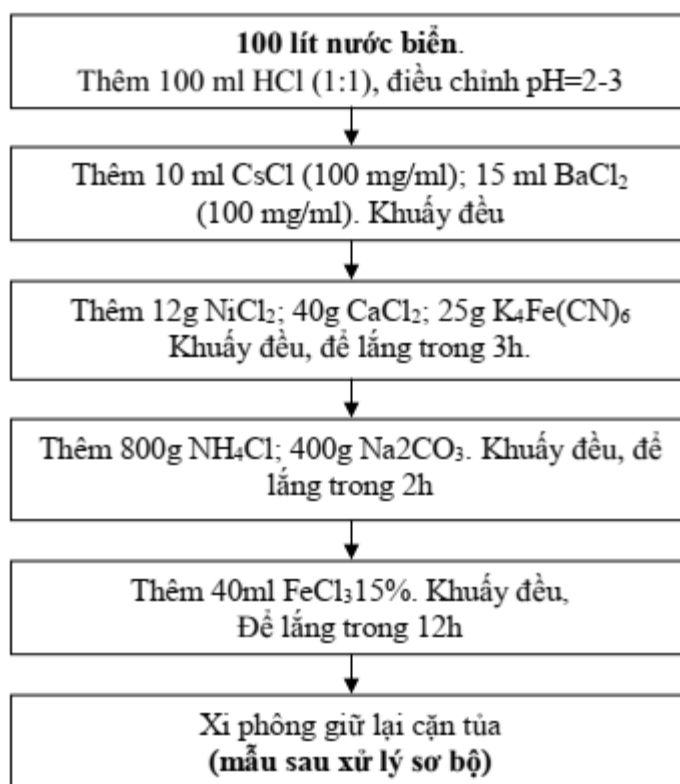 100 lít nước biển.
Thêm 100 ml HCl (1:1), điều chỉnh pH=2-3
Thêm 10 ml CsCl (100 mg/ml); 15 ml BaCl₂
(100 mg/ml). Khuấy đều
Thêm 12g NiCl₂; 40g CaCl₂; 25g K₄Fe(CN)₆
Khuấy đều, để lắng trong 3h.
Thêm 800g NH₄Cl; 400g Na2CO₃. Khuấy đều, để
lắng trong 2h
Thêm 40ml FeCl₃15%. Khuấy đều,
Để lắng trong 12h
Xi phông giữ lại cặn tủa
(mẫu sau xử lý sơ bộ)